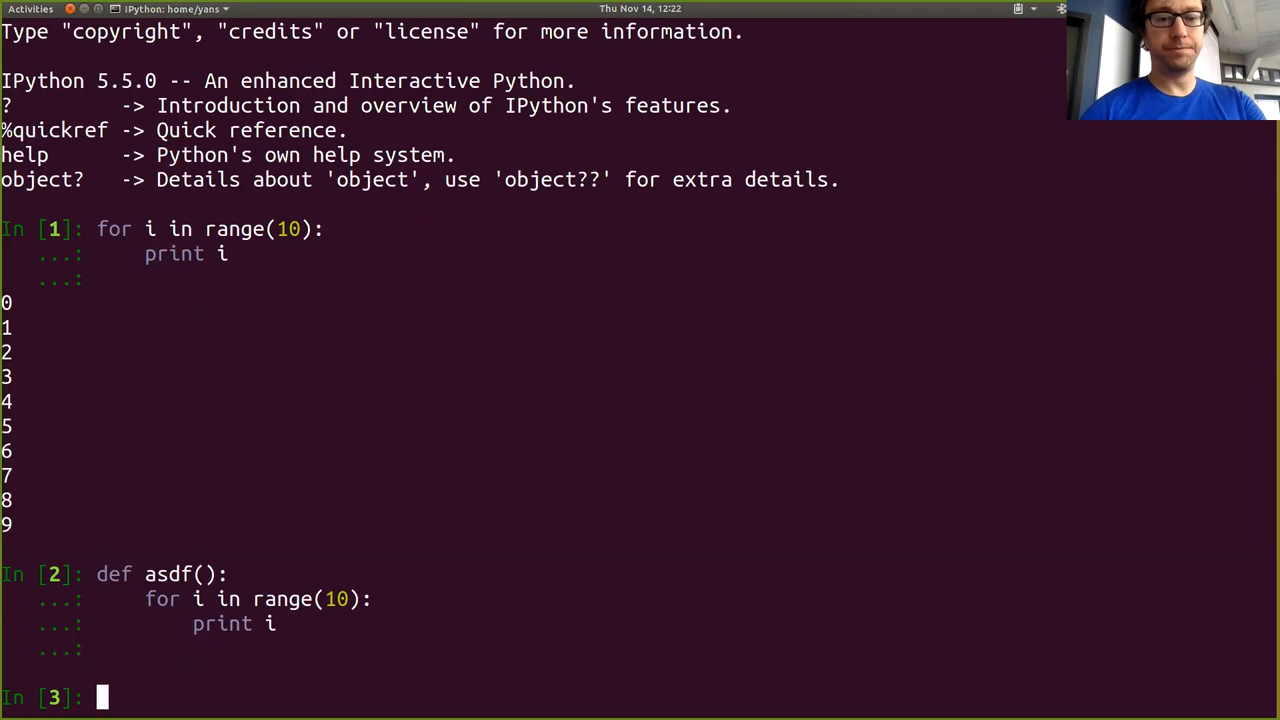 Activities IPython: home/yans Thu Nov 14, 12:22
Type "copyright", "credits" or "license" for more information.
IPython 5.5.0 -- An enhanced Interactive Python.
?         -> Introduction and overview of IPython's features.
%quickref -> Quick reference.
help      -> Python's own help system.
object?   -> Details about 'object', use 'object??' for extra details.
In [1]: for i in range(10):
   ...:     print i
   ...:
0
1
2
3
4
5
6
7
8
9
In [2]: def asdf():
   ...:     for i in range(10):
   ...:         print i
   ...:
In [3]: